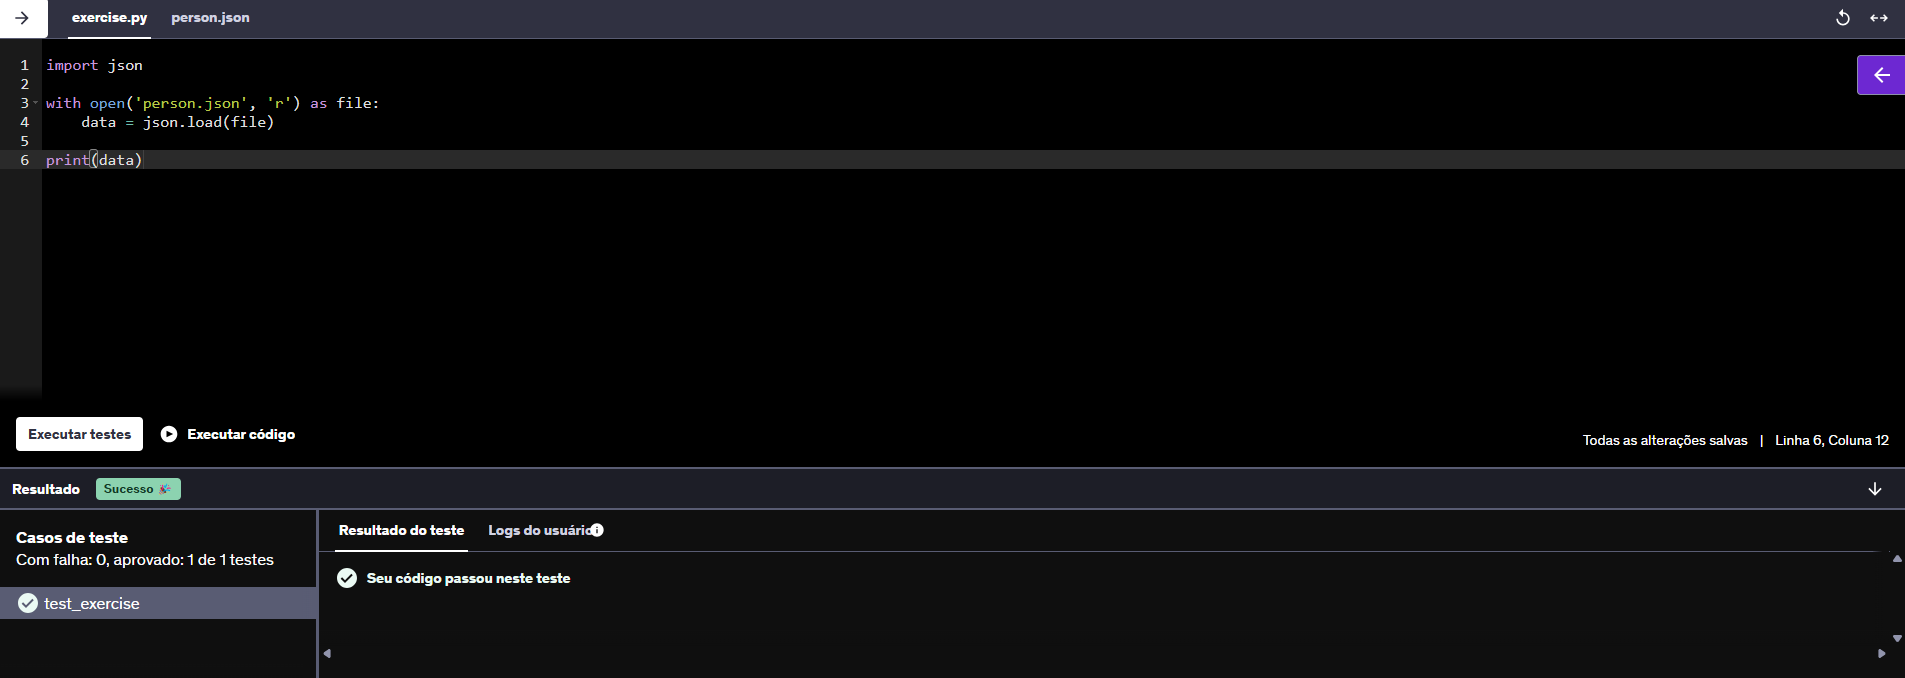 exercise.py person.json
1 import json
2
3 with open('person.json', 'r') as file:
4     data = json.load(file)
5
6 print(data)
Executar testes Executar código
Todas as alterações salvas | Linha 6, Coluna 12
Resultado Sucesso 🎉
Casos de teste
Com falha: 0, aprovado: 1 de 1 testes
test_exercise
Resultado do teste Logs do usuário
Seu código passou neste teste